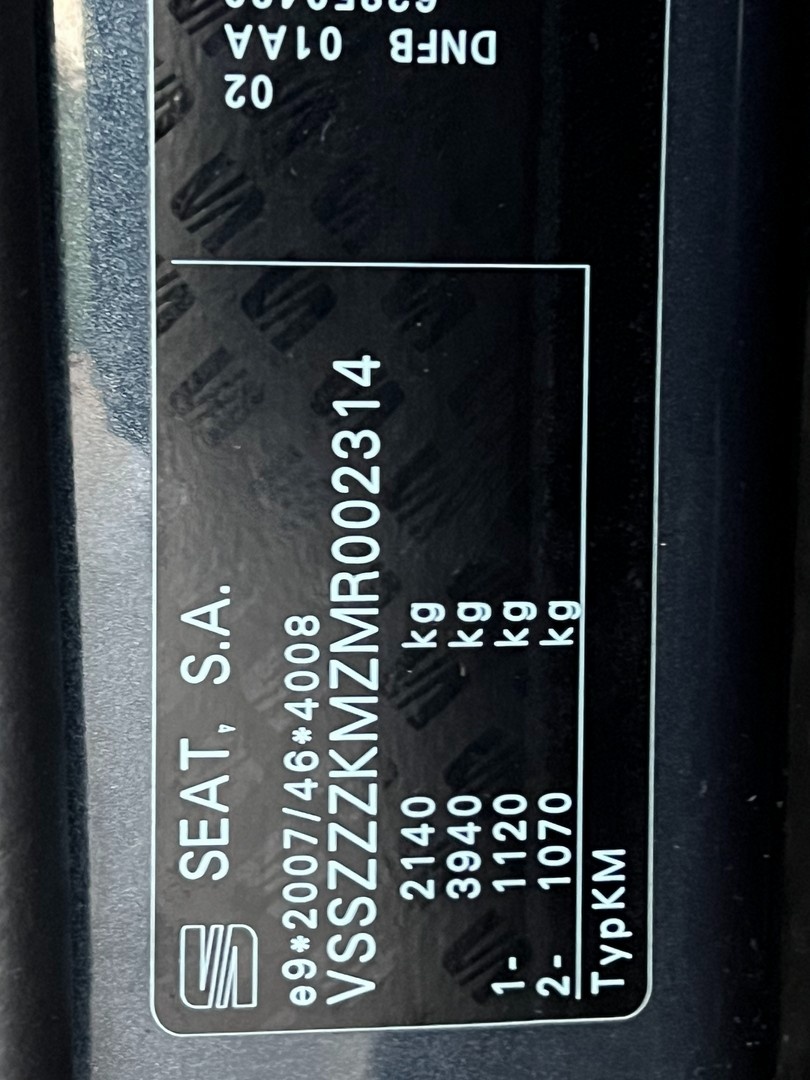 SEAT, S.A.
e9*2007/46*4008
VSSZZZKMZMR002314
2140 kg
3940 kg
1- 1120 kg
2- 1070 kg
TypKM
DNFB 01AA
02